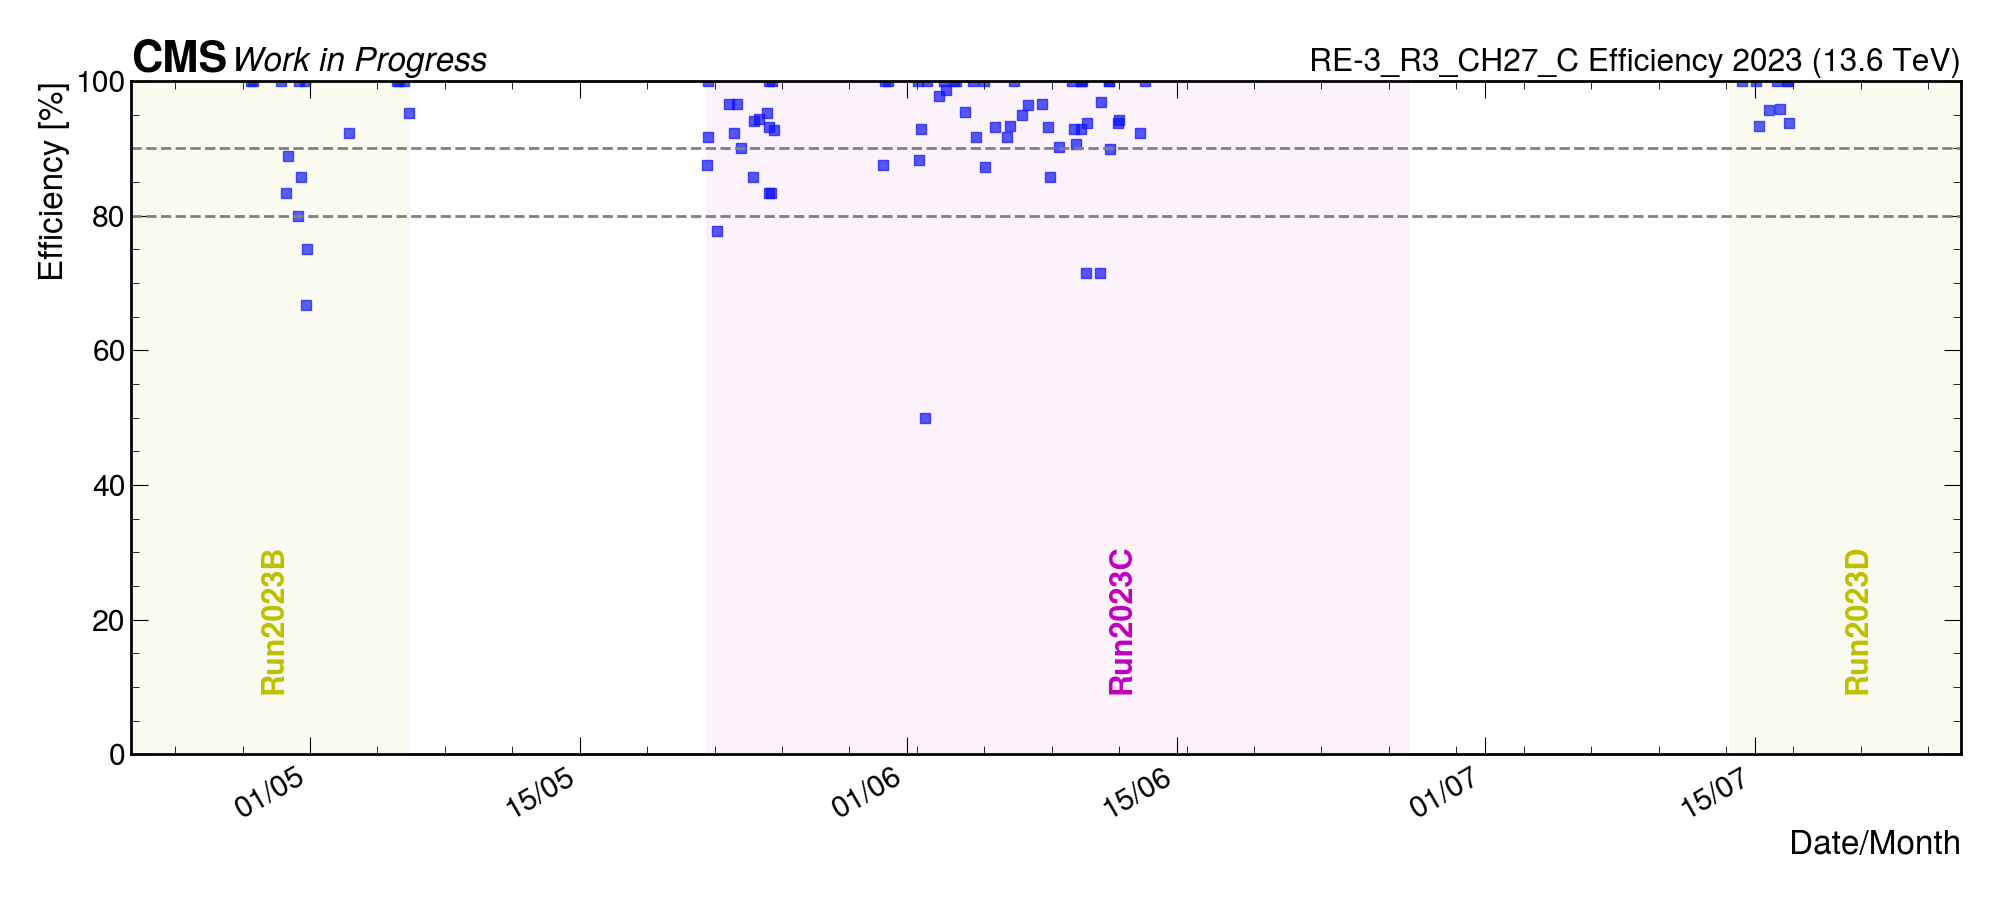 CMS Work in Progress
RE-3_R3_CH27_C Efficiency 2023 (13.6 TeV)
Efficiency [%]
100
80
60
40
20
0
Run2023B
Run2023C
Run2023D
01/05
15/05
01/06
15/06
01/07
15/07
Date/Month